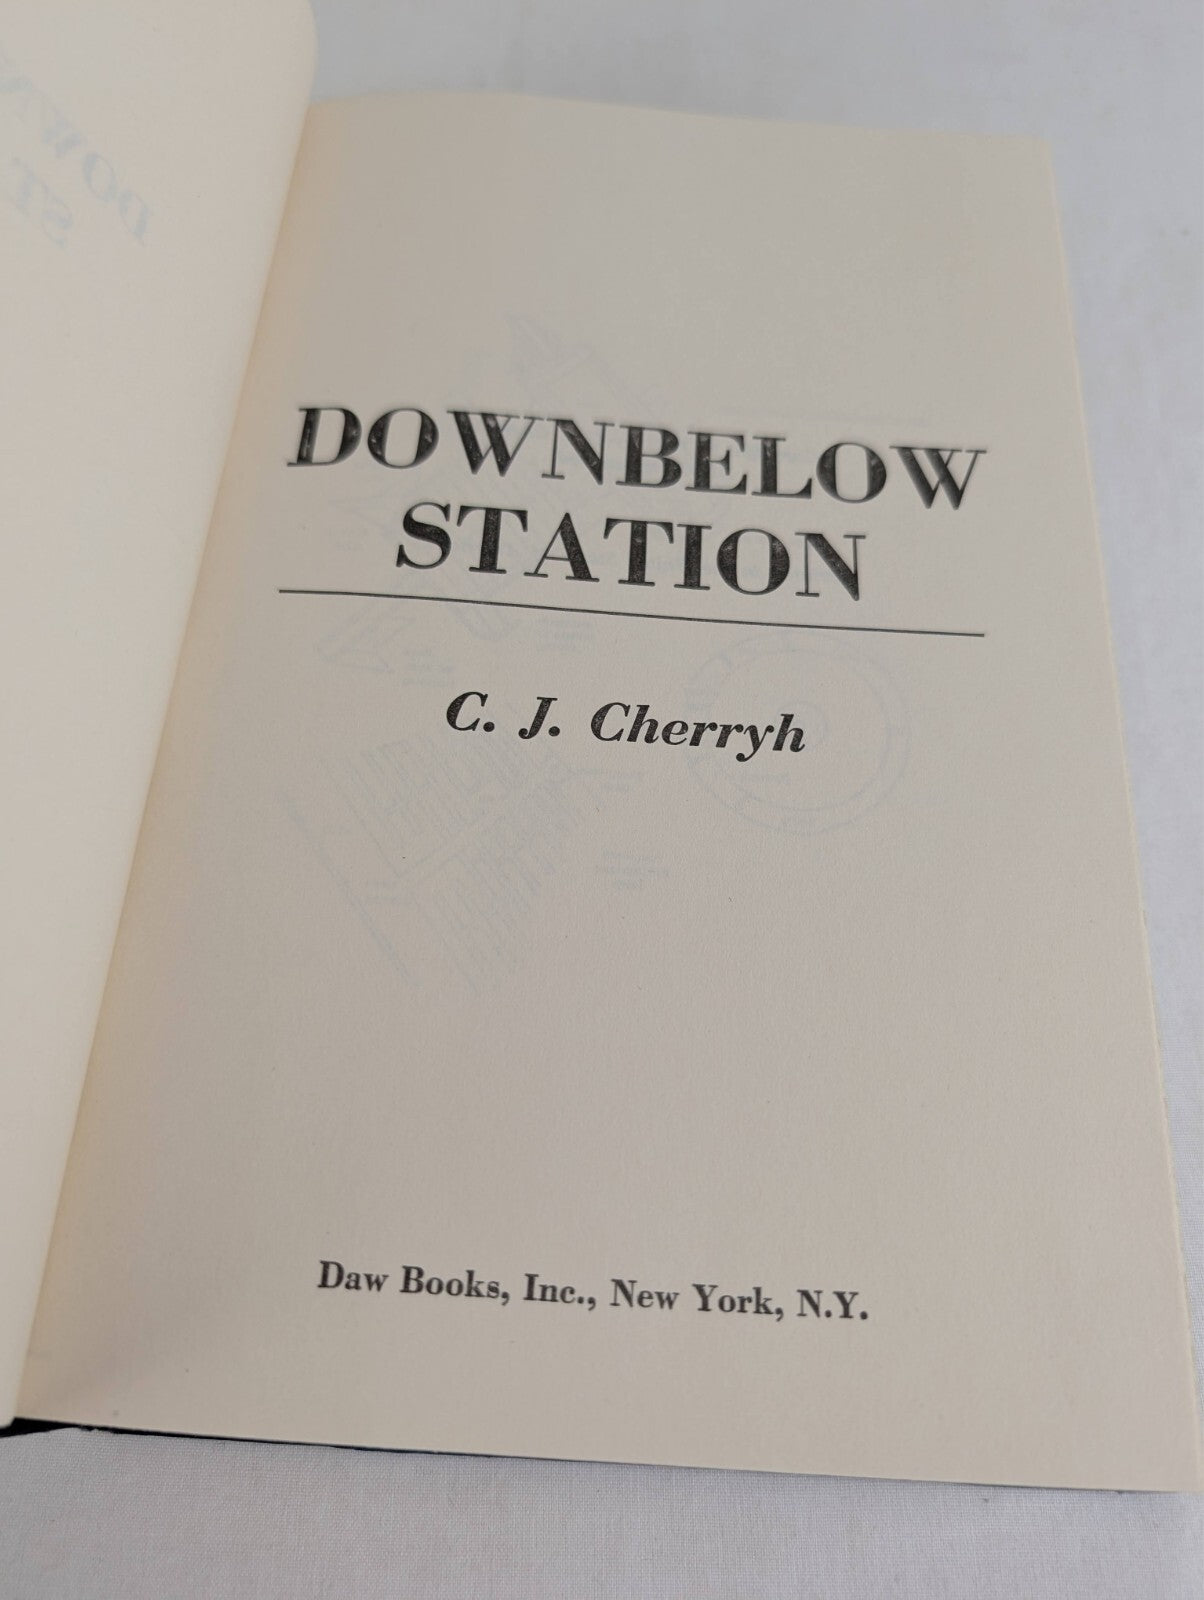 DOWNBELOW
STATION
C. J. Cherryh
Daw Books, Inc., New York, N.Y.